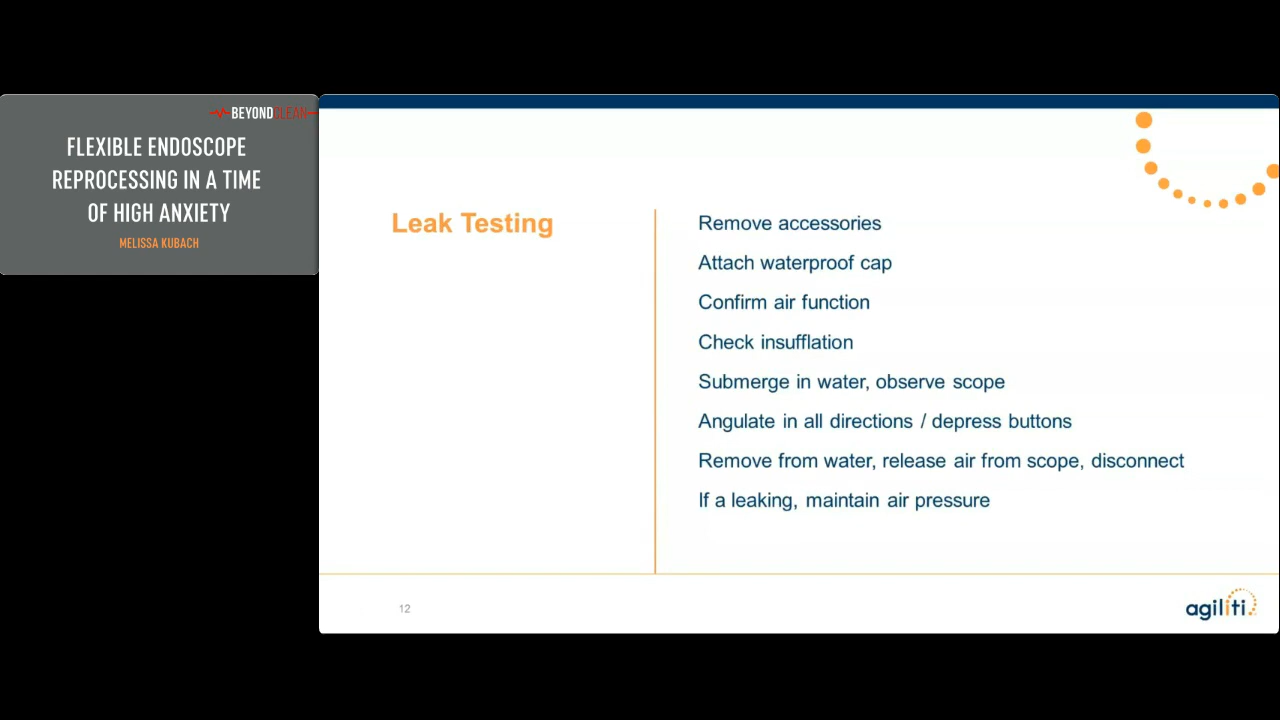 BEYONDCLEAN
FLEXIBLE ENDOSCOPE
REPROCESSING IN A TIME
OF HIGH ANXIETY
MELISSA KUBACH
Leak Testing
Remove accessories
Attach waterproof cap
Confirm air function
Check insufflation
Submerge in water, observe scope
Angulate in all directions / depress buttons
Remove from water, release air from scope, disconnect
If a leaking, maintain air pressure
12
agiliti